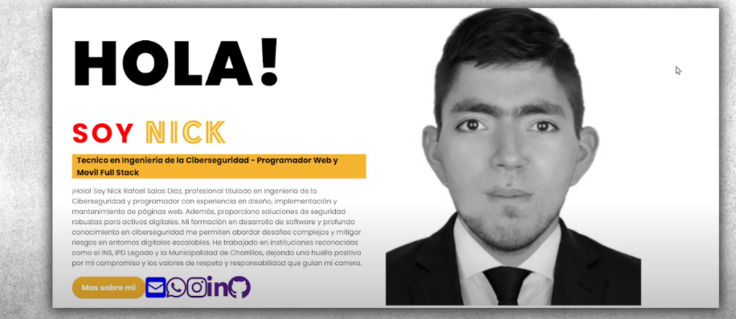 HOLA!
SOY NICK
Tecnico en Ingenieria de la Ciberseguridad - Programador Web y
Movil Full Stack
¡Hola! Soy Nick Rafael Salas Diaz, profesional titulado en Ingenieria de la
Ciberseguridad y programador con experiencia en diseño, implementación y
mantenimiento de páginas web. Además, proporciono soluciones de seguridad
robustas para activos digitales. Mi formación en desarrollo de software y profundo
conocimiento en ciberseguridad me permiten abordar desafíos complejos y mitigar
riesgos en entornos digitales escalables. He trabajado en instituciones reconocidas
como el INS, IPD Legado y la Municipalidad de Chorrillos, dejando una huella positiva
por mi compromiso y los valores de respeto y responsabilidad que guian mi carrera.
Mas sobre mi in